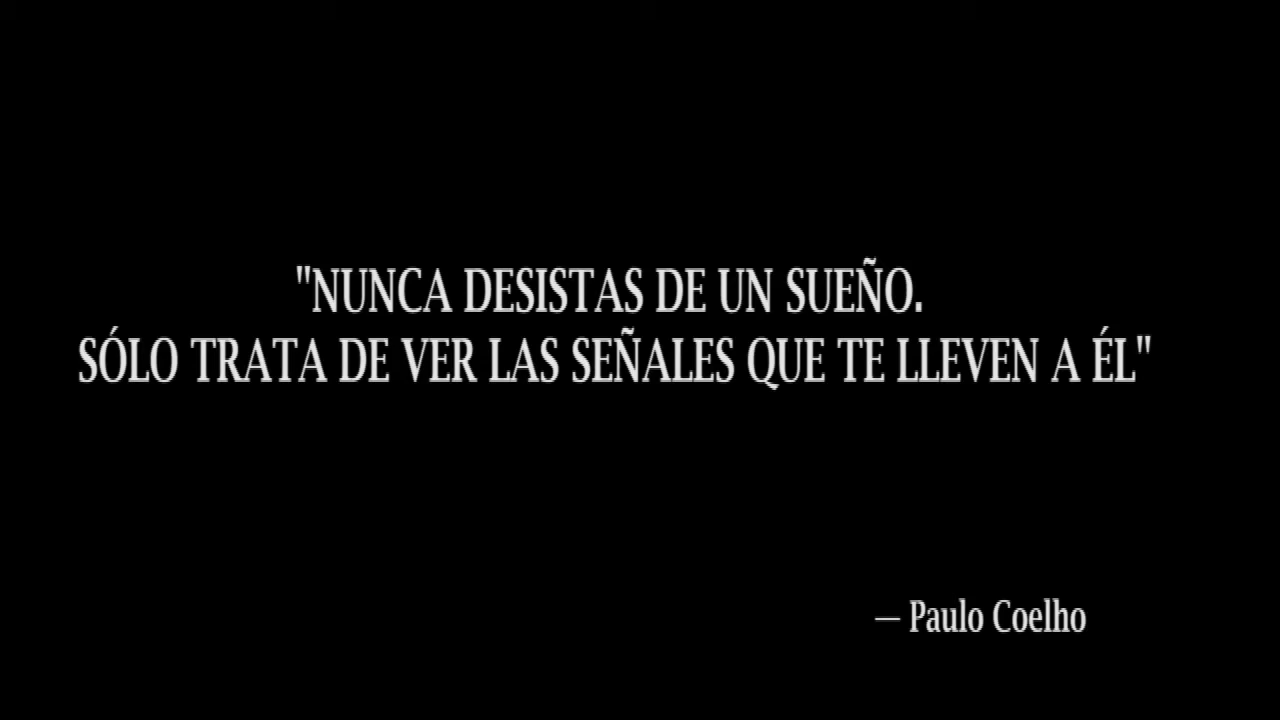 "NUNCA DESISTAS DE UN SUEÑO.
SÓLO TRATA DE VER LAS SEÑALES QUE TE LLEVEN A ÉL"
— Paulo Coelho